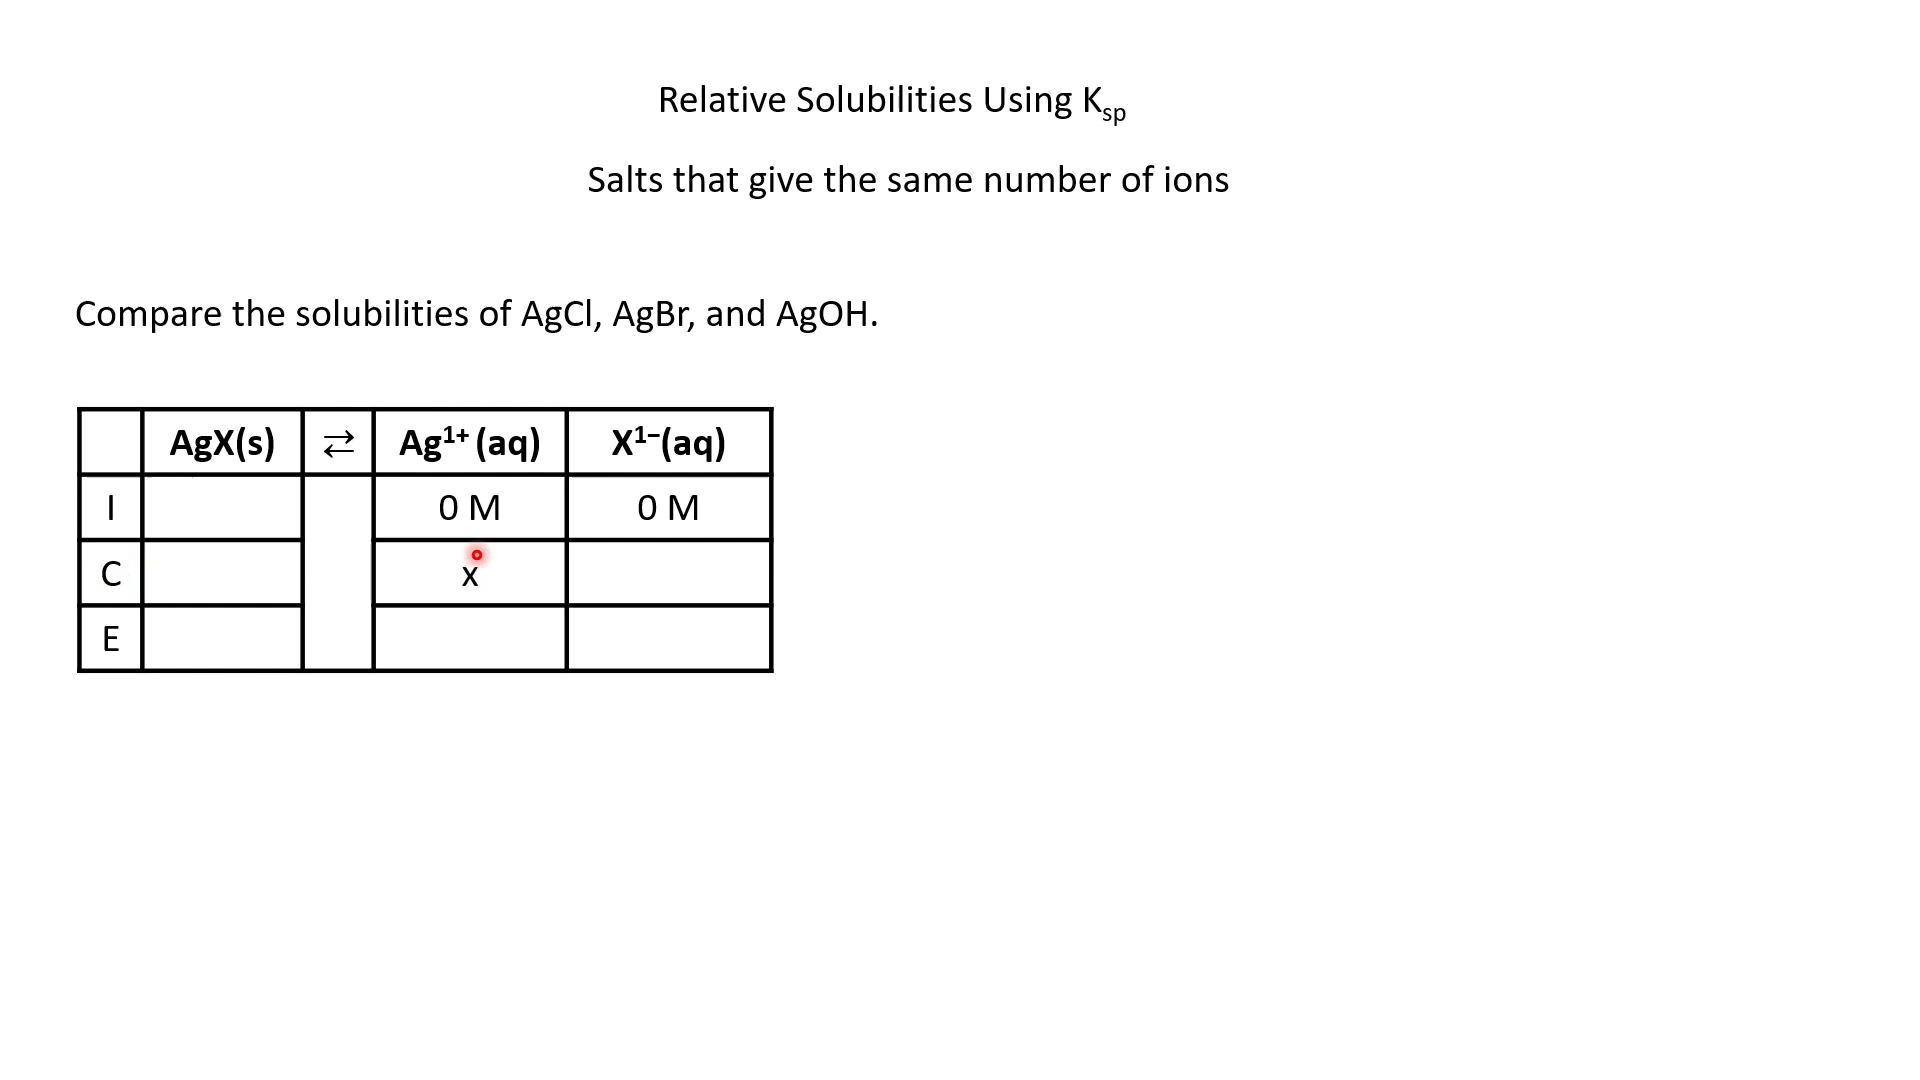 Relative Solubilities Using Ksp
Salts that give the same number of ions
Compare the solubilities of AgCl, AgBr, and AgOH.
AgX(s) ⇄ Ag¹⁺ (aq) X¹⁻(aq)
I 0 M 0 M
C x
E